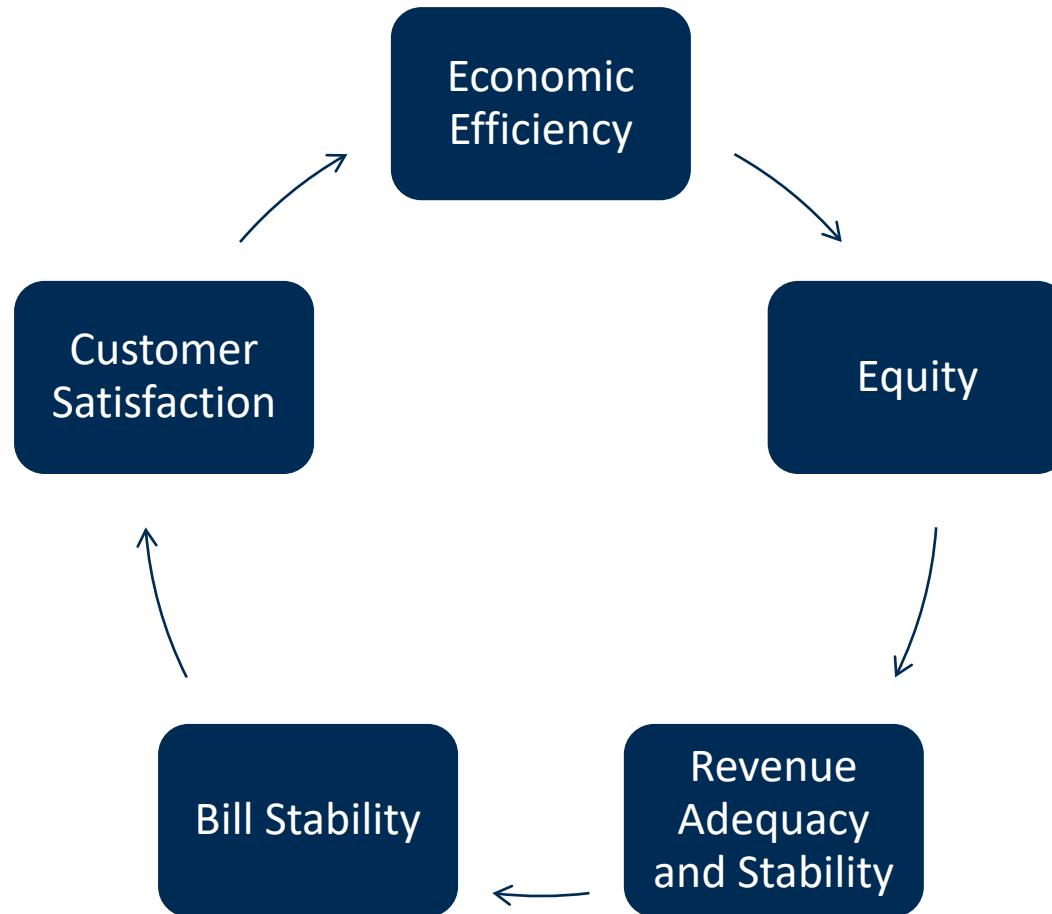 Economic
Efficiency
Equity
Revenue
Adequacy
and Stability
Bill Stability
Customer
Satisfaction